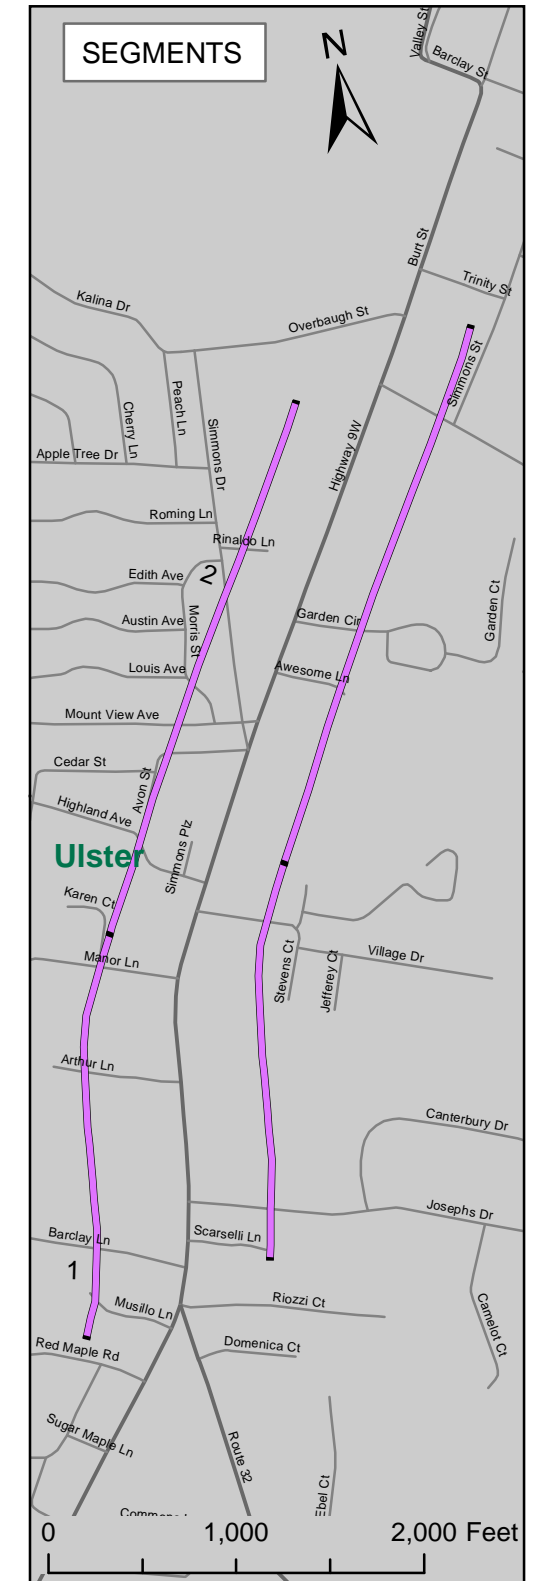 SEGMENTS
N
Valley St
Barclay St
Burt St
Trinity St
Kalina Dr
Overbaugh St
Simmons St
Peach Ln
Cherry Ln
Simmons Dr
Highway 9W
Apple Tree Dr
Roming Ln
Rinaldo Ln
Edith Ave
2
Garden Ct
Austin Ave
Morris St
Garden Cir
Louis Ave
Awesome Ln
Mount View Ave
Cedar St
Avon St
Highland Ave
Simmons Plz
Ulster
Karen Ct
Manor Ln
Stevens Ct
Jefferey Ct
Village Dr
Arthur Ln
Canterbury Dr
Josephs Dr
Barclay Ln
Scarselli Ln
1
Musillo Ln
Riozzi Ct
Camelot Ct
Red Maple Rd
Domenica Ct
Sugar Maple Ln
Route 32
Ebel Ct
0 1,000 2,000 Feet